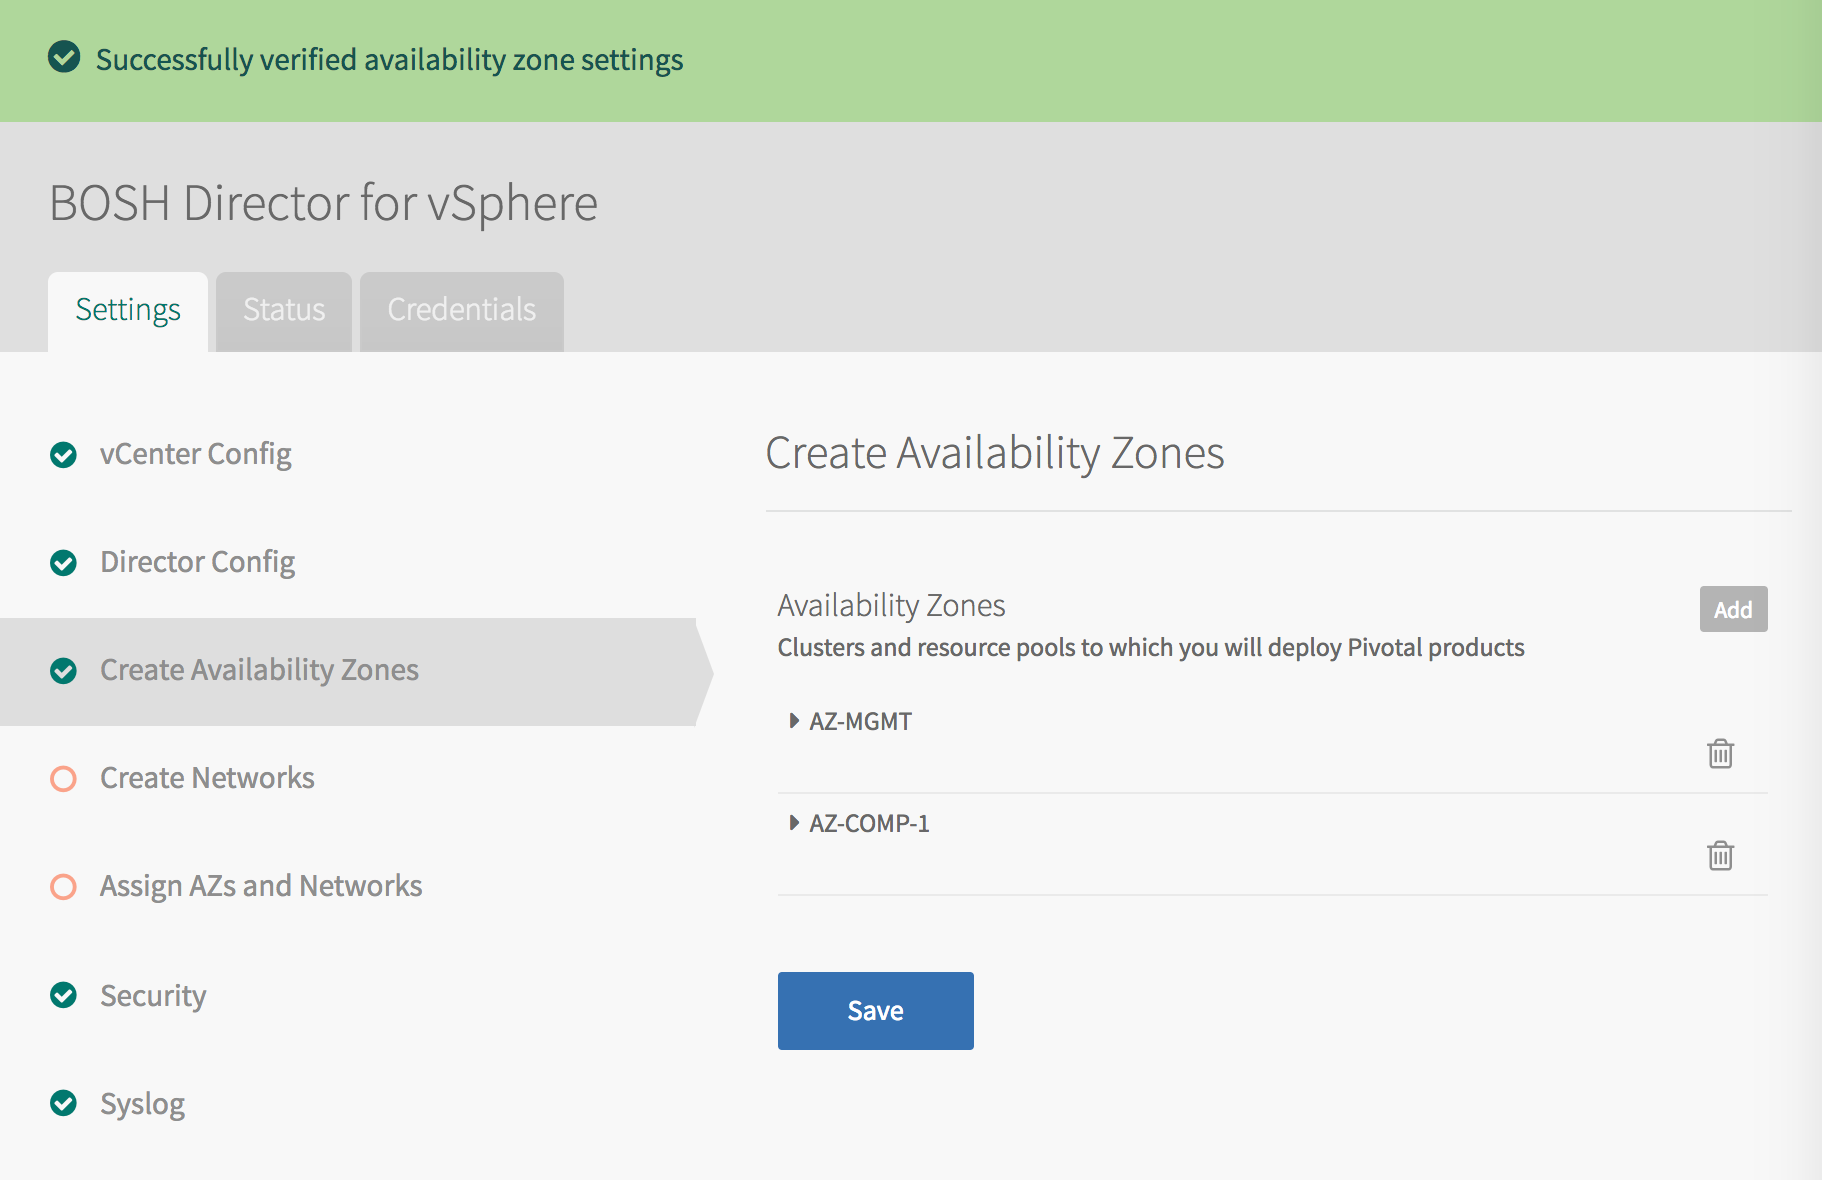 Successfully verified availability zone settings
BOSH Director for vSphere
Settings
Status
Credentials
vCenter Config
Director Config
Create Availability Zones
Create Networks
Assign AZs and Networks
Security
Syslog
Create Availability Zones
Availability Zones
Add
Clusters and resource pools to which you will deploy Pivotal products
AZ-MGMT
AZ-COMP-1
Save